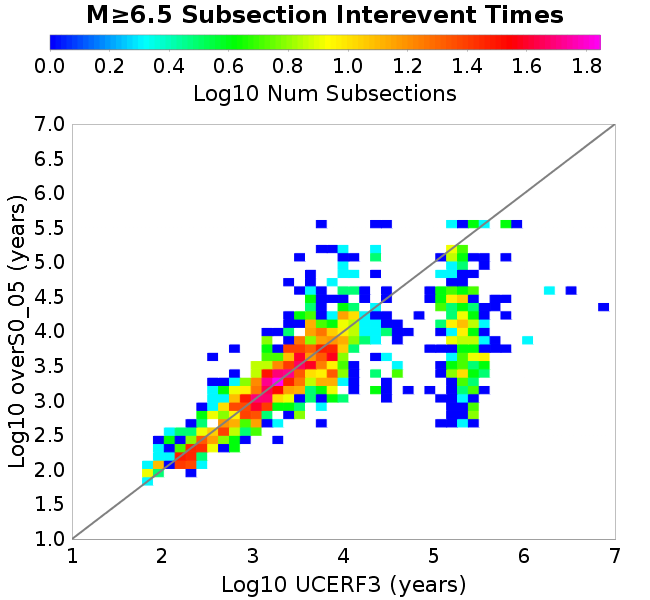 M≥6.5 Subsection Interevent Times
0.0 0.2 0.4 0.6 0.8 1.0 1.2 1.4 1.6 1.8
Log10 Num Subsections
7.0
6.5
6.0
5.5
5.0
4.5
4.0
3.5
3.0
2.5
2.0
1.5
1.0
Log10 overS0_05 (years)
1 2 3 4 5 6 7
Log10 UCERF3 (years)